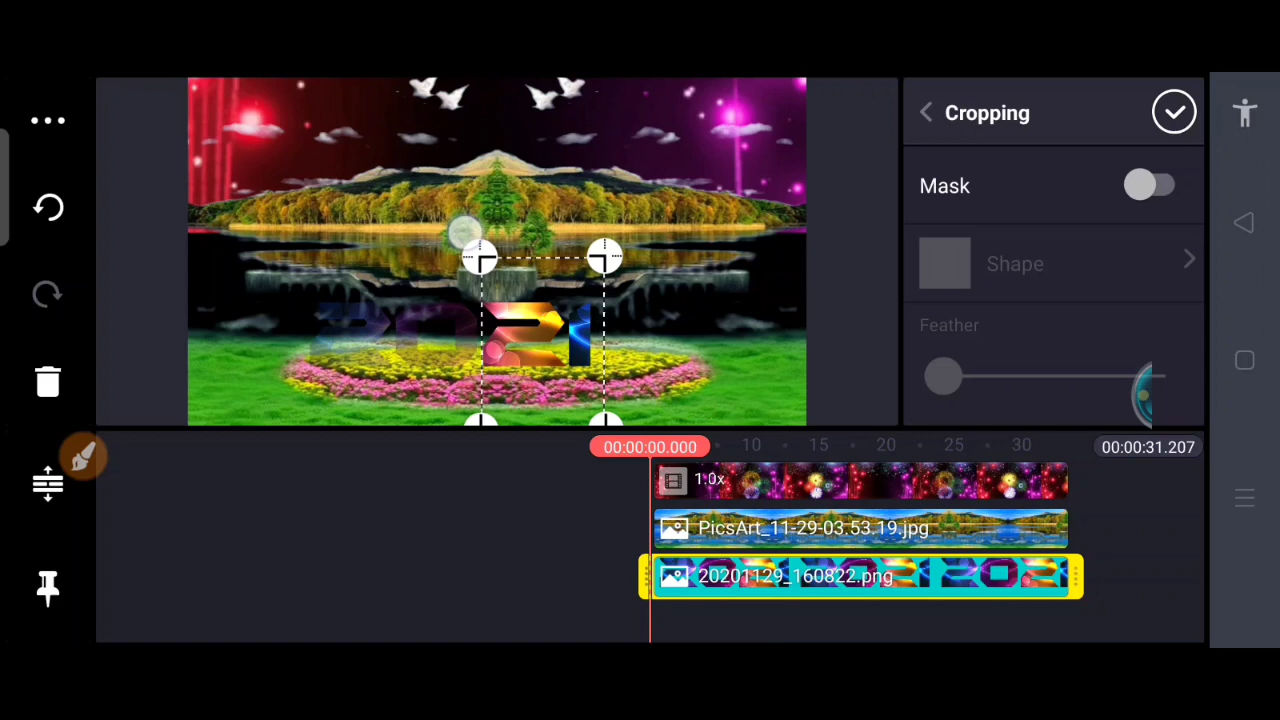 Cropping
Mask
Shape
Feather
2021
00:00:00.000
10
15
20
25
30
00:00:31.207
1.0x
PicsArt_11-29-03.53.19.jpg
20201129_160822.png